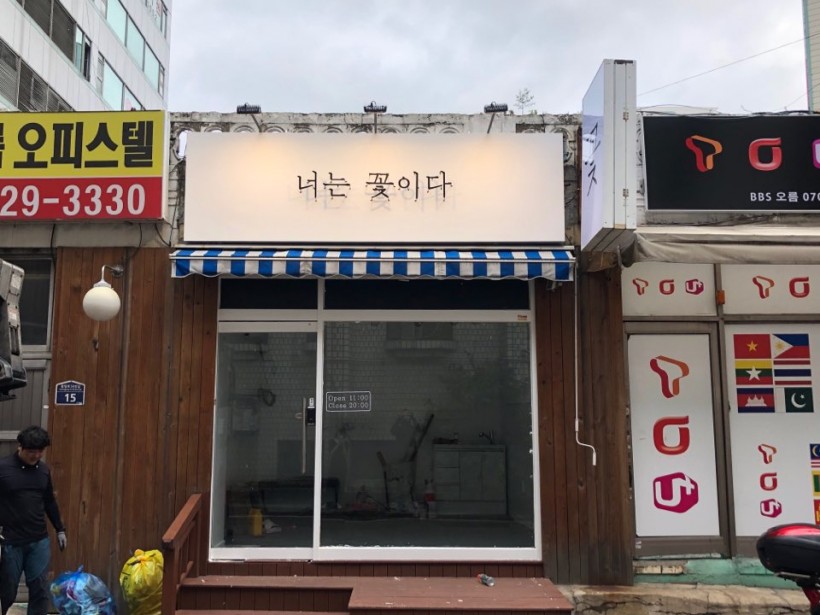 오피스텔
29-3330
너는 꽃이다
꽃
BBS 오름 070
Open 11:00
Close 20:00
15
U+